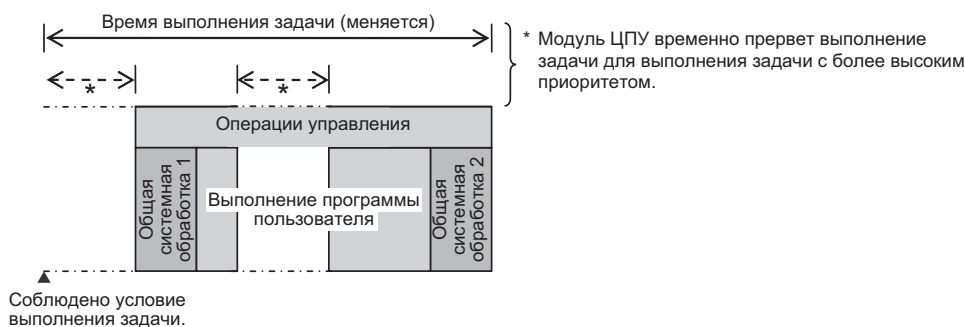 Время выполнения задачи (меняется)
* Модуль ЦПУ временно прервет выполнение
задачи для выполнения задачи с более высоким
приоритетом.
*
*
Операции управления
Общая
системная
обработка 1
Выполнение программы
пользователя
Общая
системная
обработка 2
Соблюдено условие
выполнения задачи.